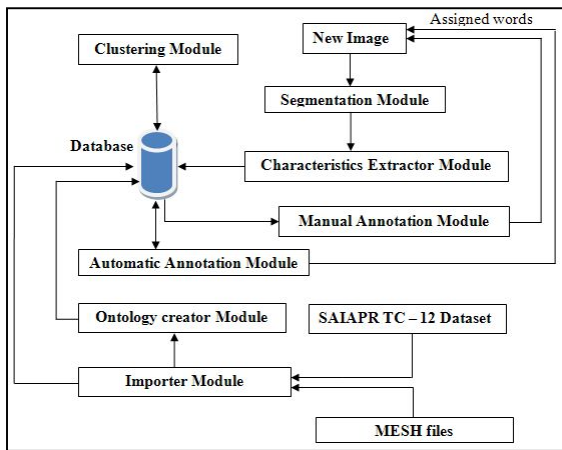 Assigned words
Clustering Module
New Image
Segmentation Module
Database
Characteristics Extractor Module
Manual Annotation Module
Automatic Annotation Module
Ontology creator Module
SAIAPR TC – 12 Dataset
Importer Module
MESH files